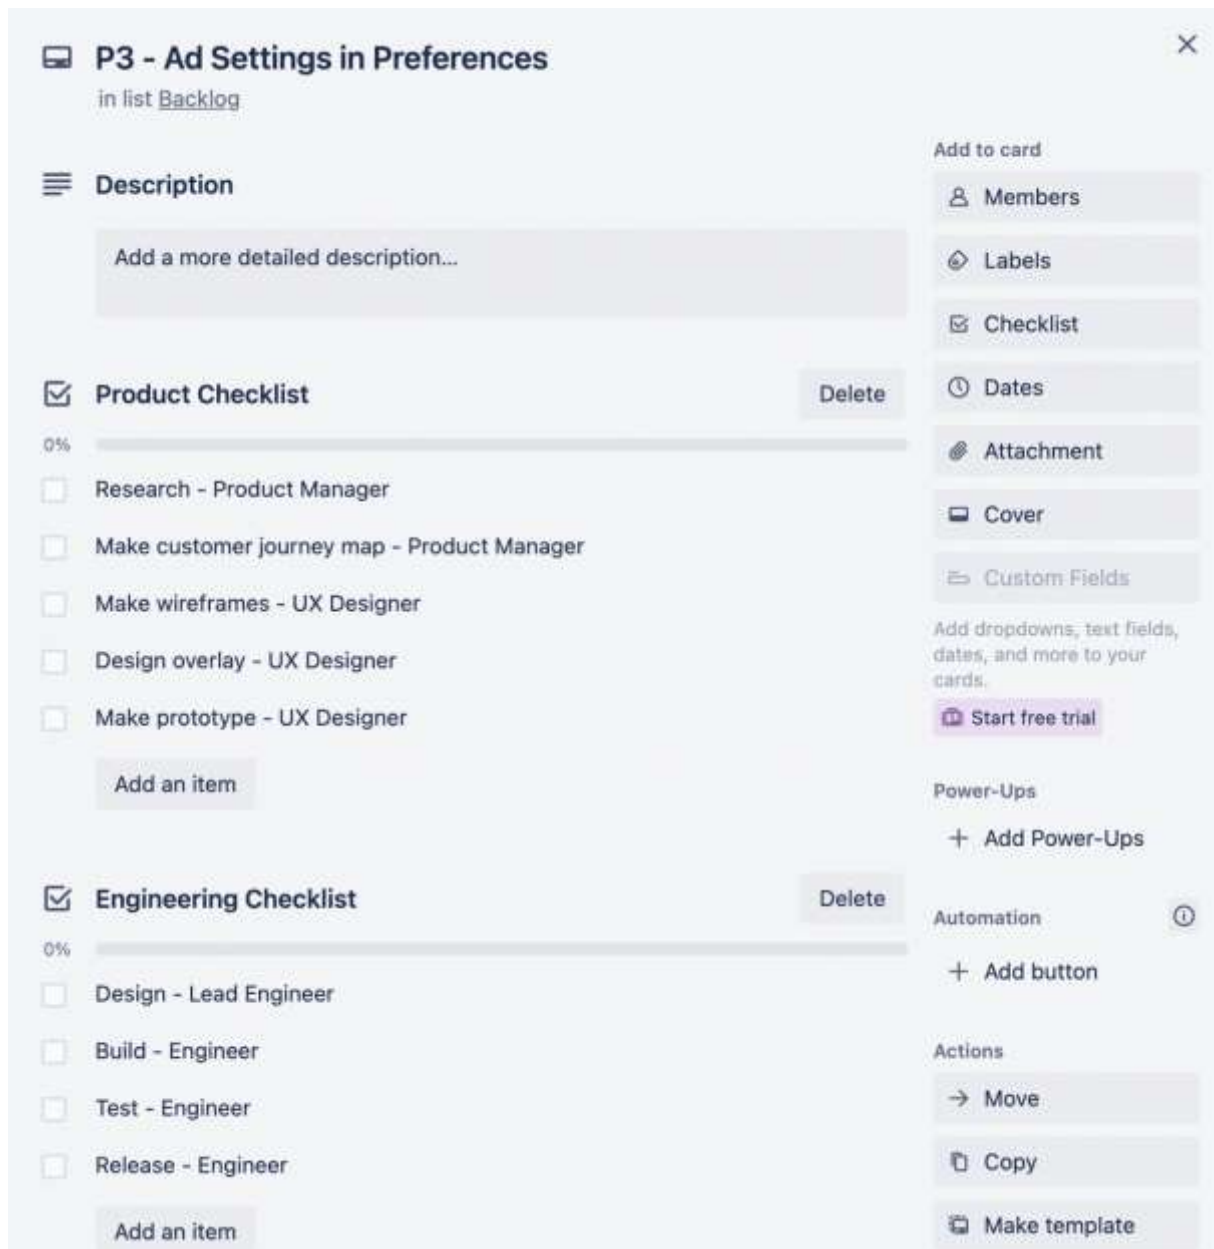 P3 - Ad Settings in Preferences
in list Backlog
Description
Add a more detailed description...
Product Checklist
Delete
0%
Research - Product Manager
Make customer journey map - Product Manager
Make wireframes - UX Designer
Design overlay - UX Designer
Make prototype - UX Designer
Add an item
Engineering Checklist
Delete
0%
Design - Lead Engineer
Build - Engineer
Test - Engineer
Release - Engineer
Add an item
Add to card
Members
Labels
Checklist
Dates
Attachment
Cover
Custom Fields
Add dropdowns, text fields,
dates, and more to your
cards.
Start free trial
Power-Ups
Add Power-Ups
Automation
Add button
Actions
Move
Copy
Make template